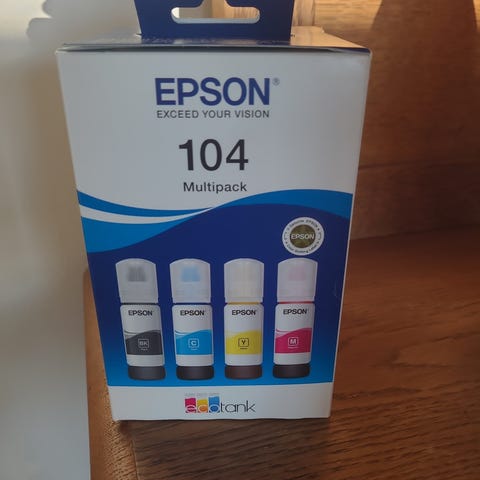 EPSON®
EXCEED YOUR VISION
104
Multipack
EPSON
EPSON
EPSON
EPSON
EPSON
BK
C
Y
M
ecotank